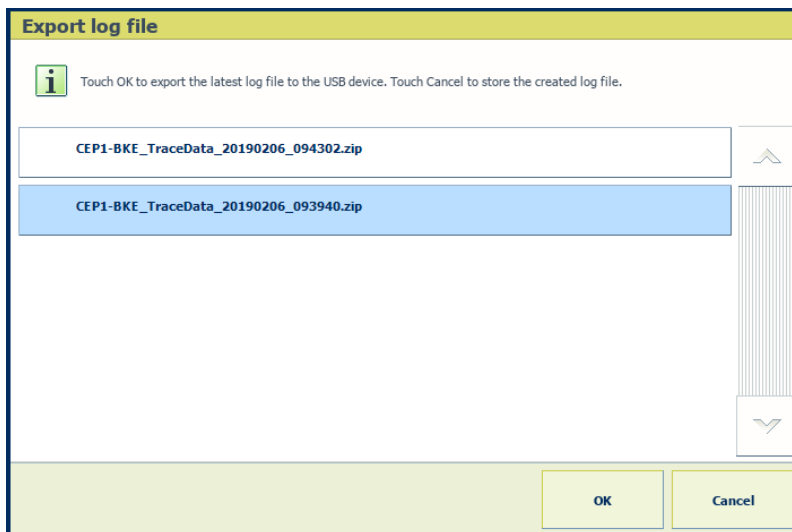 Export log file
Touch OK to export the latest log file to the USB device. Touch Cancel to store the created log file.
CEP1-BKE_TraceData_20190206_094302.zip
CEP1-BKE_TraceData_20190206_093940.zip
OK
Cancel